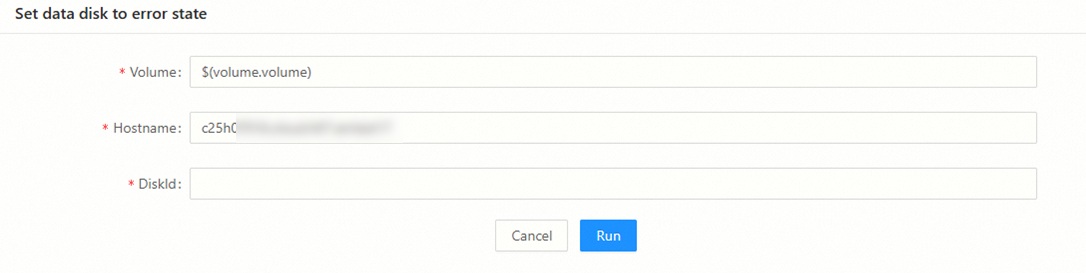 Set data disk to error state
* Volume: $(volume.volume)
* Hostname: c25h0
* DiskId:
Cancel Run